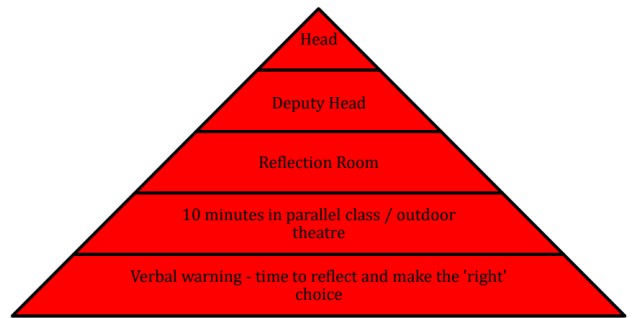 Head
Deputy Head
Reflection Room
10 minutes in parallel class / outdoor
theatre
Verbal warning - time to reflect and make the 'right'
choice